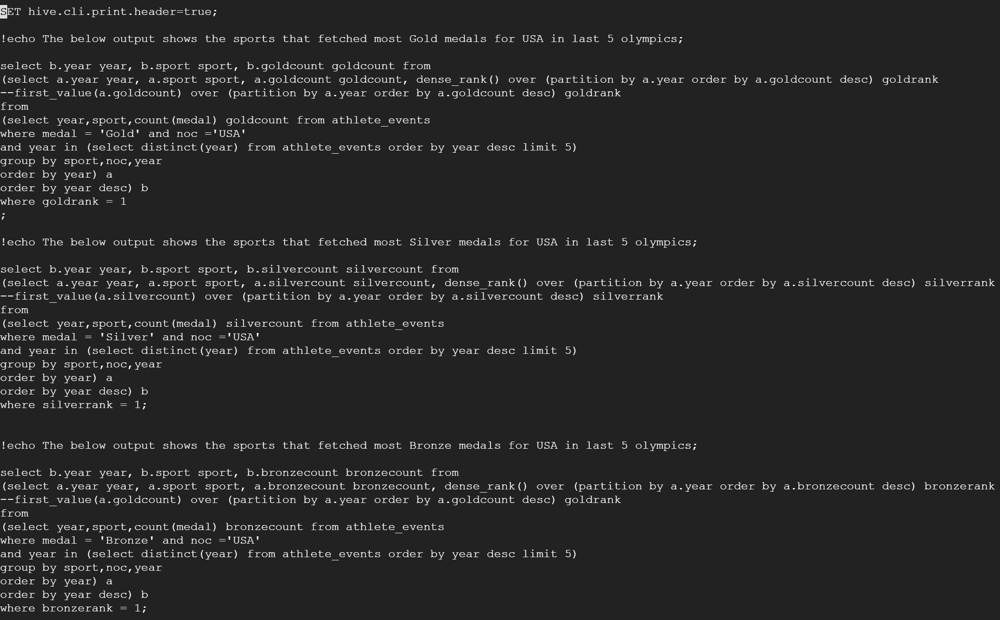 SET hive.cli.print.header=true;
!echo The below output shows the sports that fetched most Gold medals for USA in last 5 olympics;
select b.year year, b.sport sport, b.goldcount goldcount from
(select a.year year, a.sport sport, a.goldcount goldcount, dense_rank() over (partition by a.year order by a.goldcount desc) goldrank
--first_value(a.goldcount) over (partition by a.year order by a.goldcount desc) goldrank
from
(select year,sport,count(medal) goldcount from athlete_events
where medal = 'Gold' and noc ='USA'
and year in (select distinct(year) from athlete_events order by year desc limit 5)
group by sport,noc,year
order by year) a
order by year desc) b
where goldrank = 1
;
!echo The below output shows the sports that fetched most Silver medals for USA in last 5 olympics;
select b.year year, b.sport sport, b.silvercount silvercount from
(select a.year year, a.sport sport, a.silvercount silvercount, dense_rank() over (partition by a.year order by a.silvercount desc) silverrank
--first_value(a.silvercount) over (partition by a.year order by a.silvercount desc) silverrank
from
(select year,sport,count(medal) silvercount from athlete_events
where medal = 'Silver' and noc ='USA'
and year in (select distinct(year) from athlete_events order by year desc limit 5)
group by sport,noc,year
order by year) a
order by year desc) b
where silverrank = 1;
!echo The below output shows the sports that fetched most Bronze medals for USA in last 5 olympics;
select b.year year, b.sport sport, b.bronzecount bronzecount from
(select a.year year, a.sport sport, a.bronzecount bronzecount, dense_rank() over (partition by a.year order by a.bronzecount desc) bronzerank
--first_value(a.goldcount) over (partition by a.year order by a.goldcount desc) goldrank
from
(select year,sport,count(medal) bronzecount from athlete_events
where medal = 'Bronze' and noc ='USA'
and year in (select distinct(year) from athlete_events order by year desc limit 5)
group by sport,noc,year
order by year) a
order by year desc) b
where bronzerank = 1;